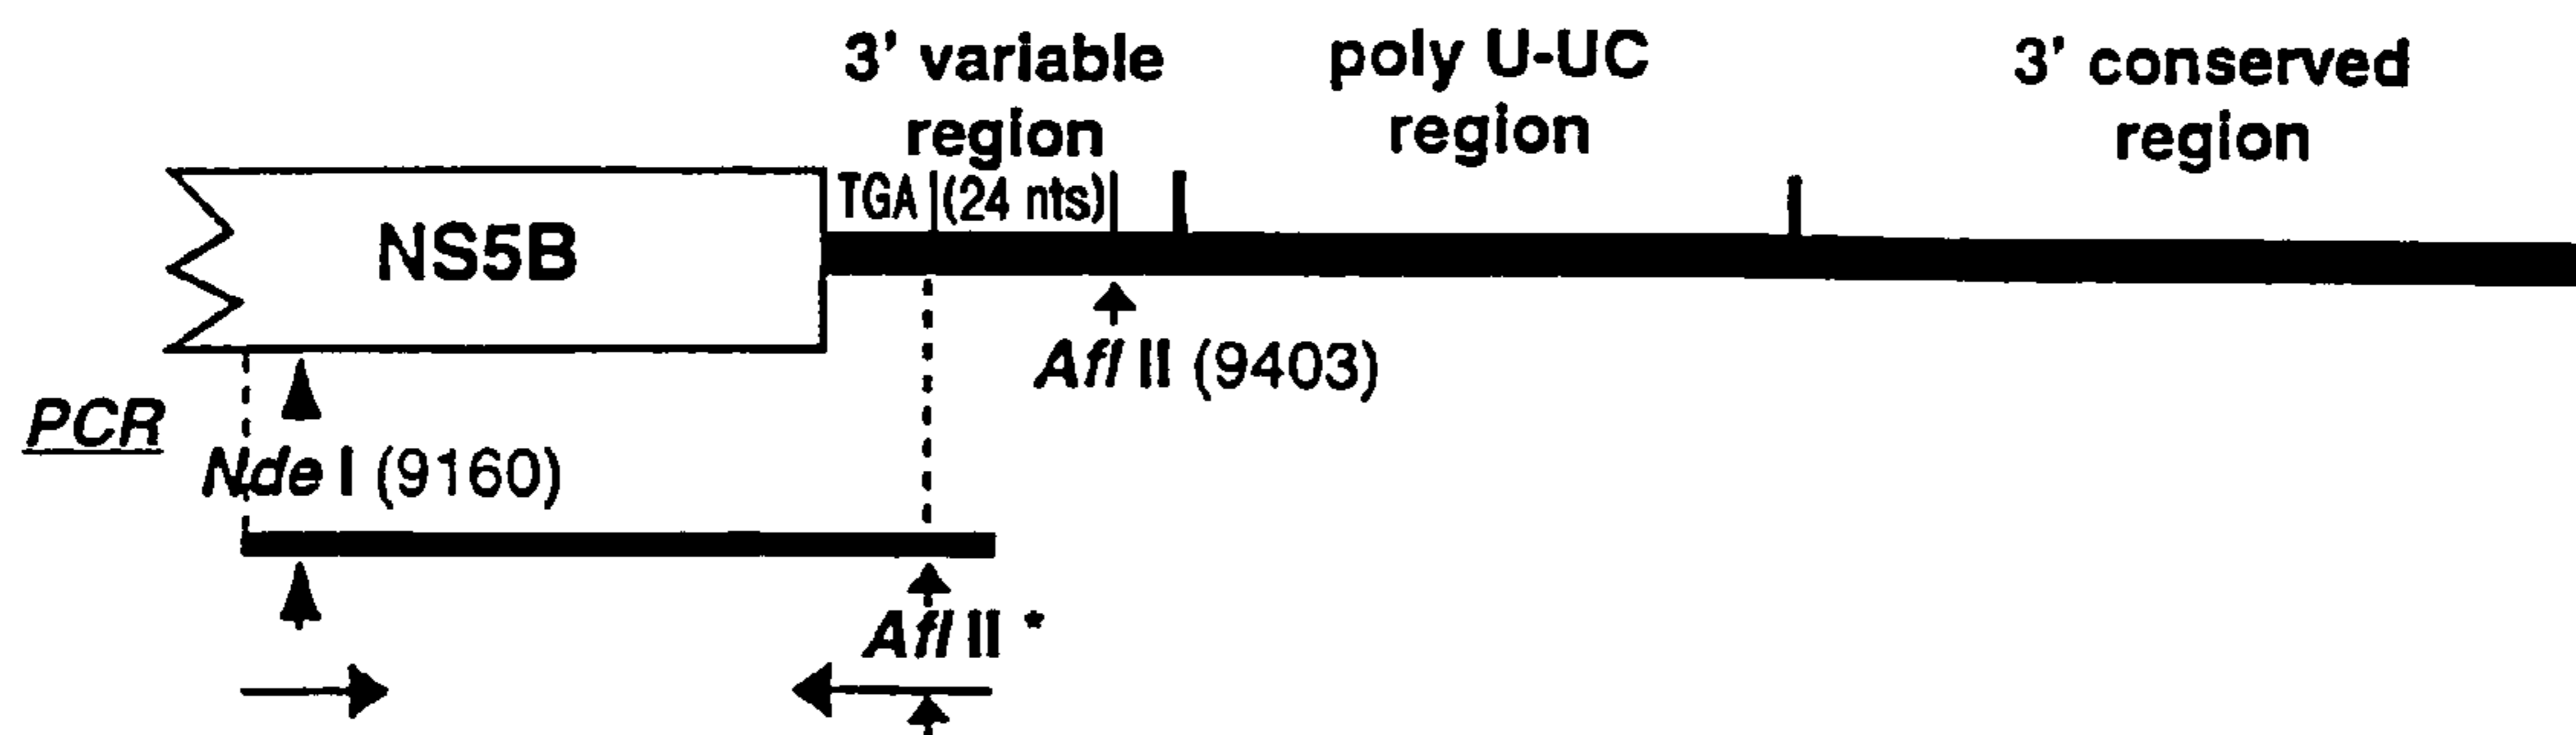 3' variable
region
poly U-UC
region
3' conserved
region
TGA (24 nts)
NS5B
Afl II (9403)
PCR
Nde I (9160)
Afl II *